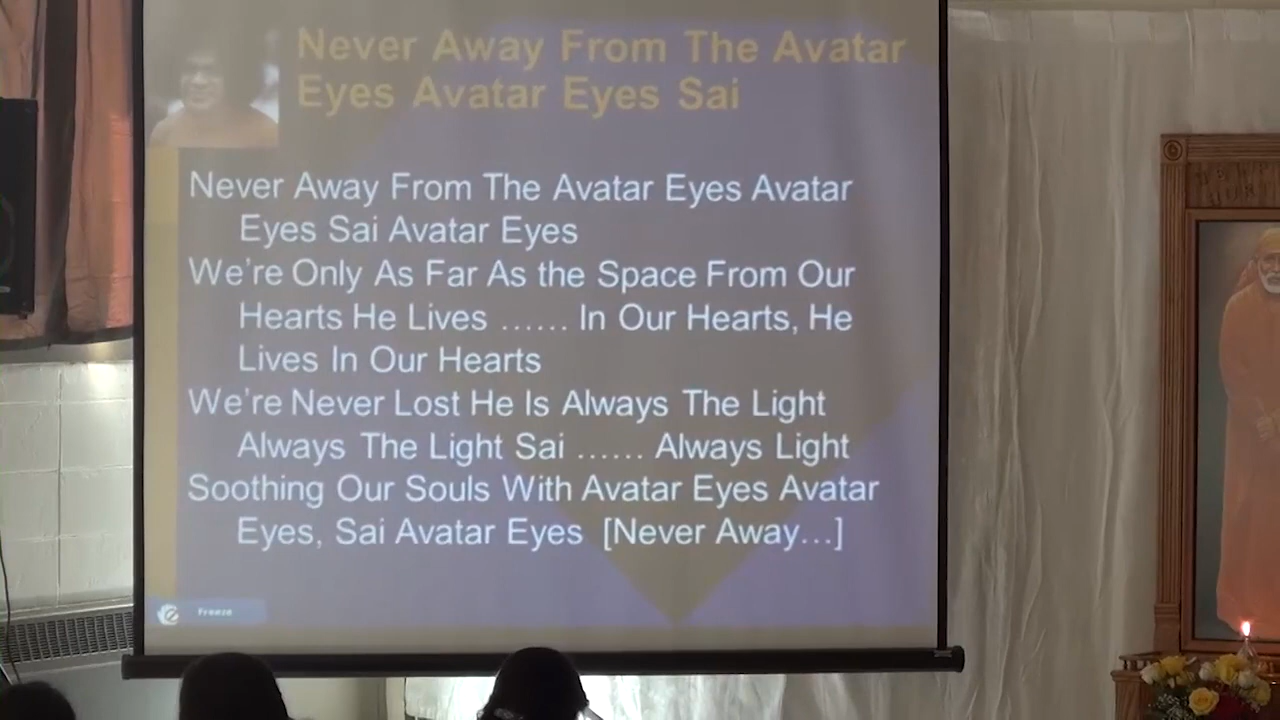 Never Away From The Avatar
Eyes Avatar Eyes Sai
Never Away From The Avatar Eyes Avatar
Eyes Sai Avatar Eyes
We're Only As Far As the Space From Our
Hearts He Lives ...... In Our Hearts, He
Lives In Our Hearts
We're Never Lost He Is Always The Light
Always The Light Sai ...... Always Light
Soothing Our Souls With Avatar Eyes Avatar
Eyes, Sai Avatar Eyes [Never Away...]
Freeze